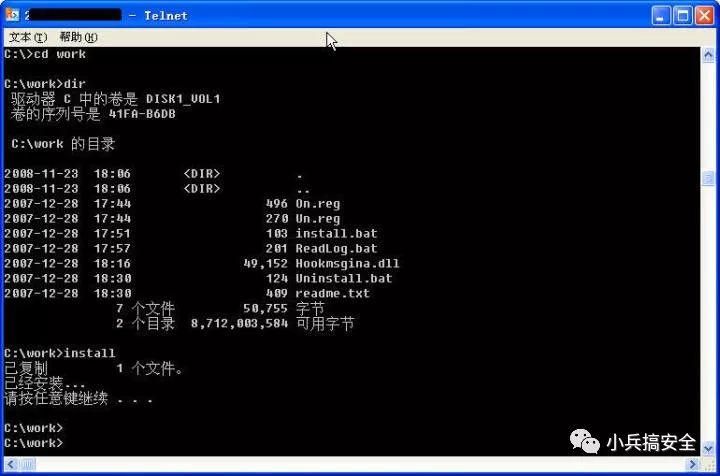 2 - Telnet
文本(T) 帮助(H)
C:\>cd work
C:\work>dir
驱动器 C 中的卷是 DISK1_VOL1
卷的序列号是 41FA-B6DB
C:\work 的目录
2008-11-23 18:06 <DIR> .
2008-11-23 18:06 <DIR> ..
2007-12-28 17:44 496 On.reg
2007-12-28 17:44 270 Un.reg
2007-12-28 17:51 103 install.bat
2007-12-28 17:57 201 ReadLog.bat
2007-12-28 18:16 49,152 Hookmsgina.dll
2007-12-28 18:30 124 Uninstall.bat
2007-12-28 18:30 409 readme.txt
7 个文件 50,755 字节
2 个目录 8,712,003,584 可用字节
C:\work>install
已复制 1 个文件。
已经安装...
请按任意键继续 . . .
C:\work>
C:\work>
小兵搞安全